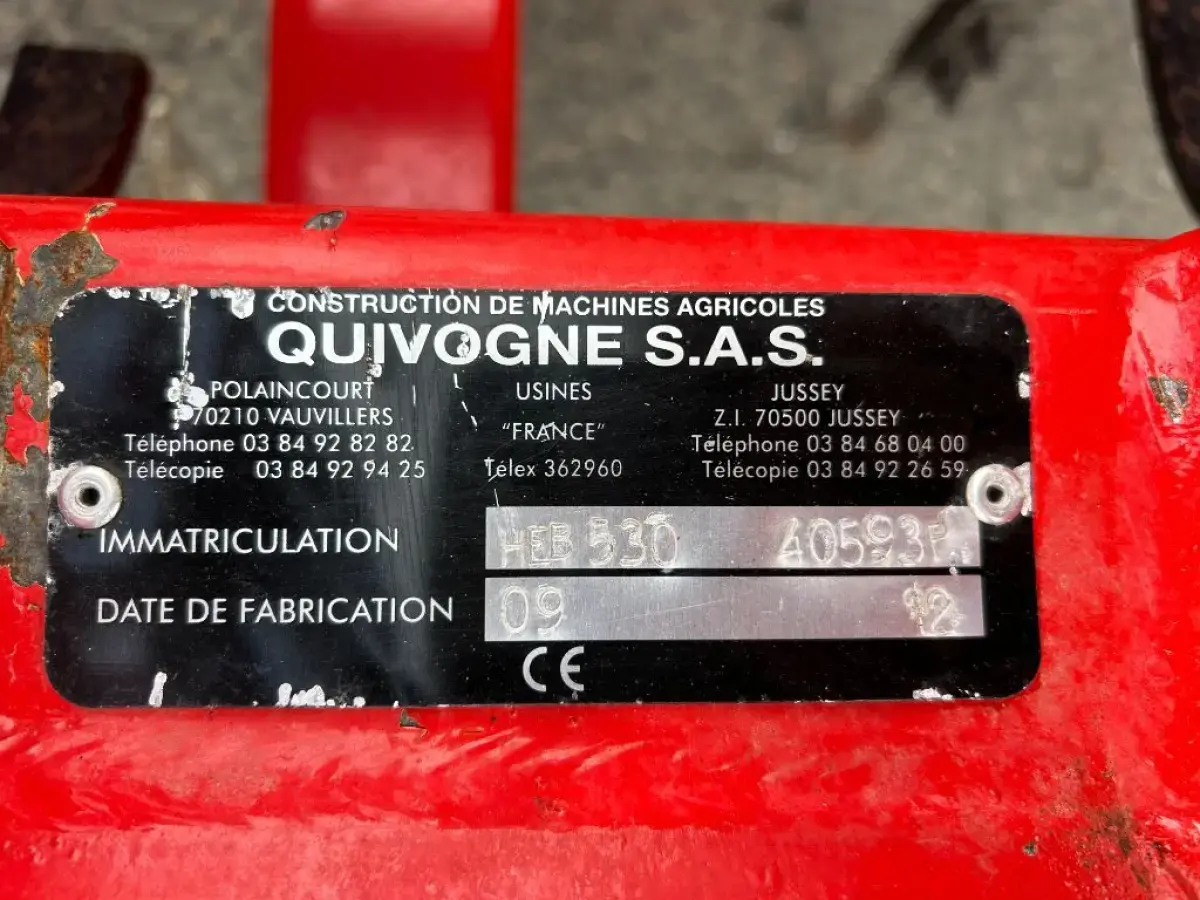 CONSTRUCTION DE MACHINES AGRICOLES
QUIVOGNE S.A.S.
POLAINCOURT USINES JUSSEY
70210 VAUVILLERS "FRANCE" Z.I. 70500 JUSSEY
Téléphone 03 84 92 82 82 Téléphone 03 84 68 04 00
Télécopie 03 84 92 94 25 Télex 362960 Télécopie 03 84 92 26 59
IMMATRICULATION HEB 530 40593P
DATE DE FABRICATION 09 12
CE